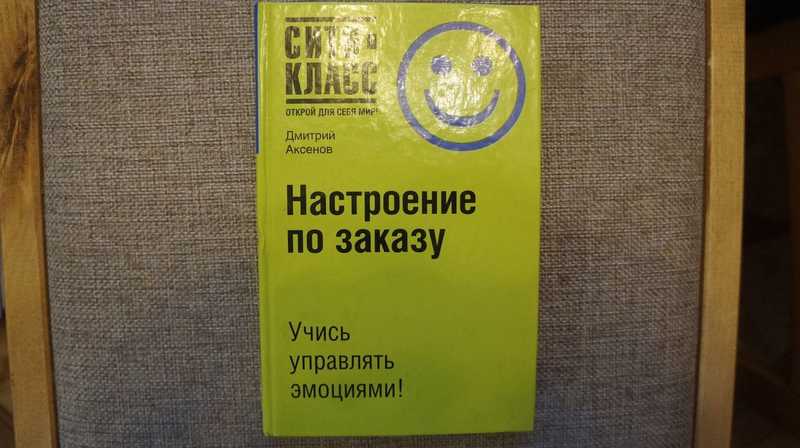 СИТИ-
КЛАСС
ОТКРОЙ ДЛЯ СЕБЯ МИР!
Дмитрий
Аксенов
Настроение
по заказу
Учись
управлять
эмоциями!